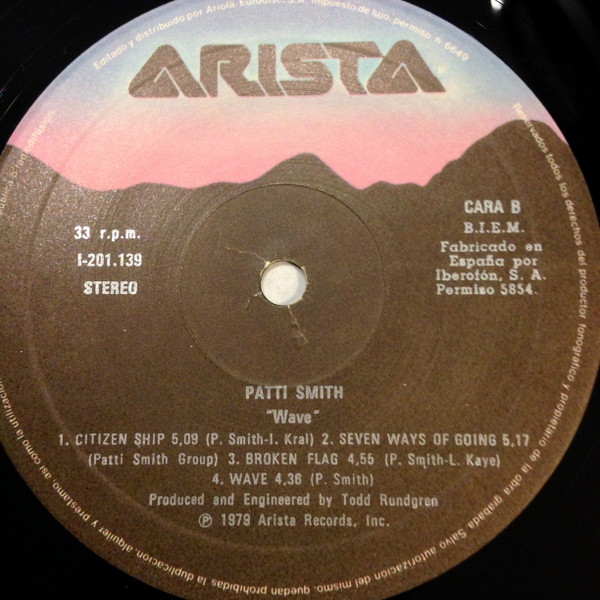 Editado y distribuido por Ariola Eurodisc, S.A. Impuesto de lujo, permiso n. 6649
ARISTA
33 r.p.m.
I-201.139
STEREO
CARA B
B.I.E.M.
Fabricado en
España por
Iberofón, S. A.
Permiso 5854.
PATTI SMITH
"Wave"
1. CITIZEN SHIP 5,09 (P. Smith-I. Kral) 2. SEVEN WAYS OF GOING 5,17
(Patti Smith Group) 3. BROKEN FLAG 4,55 (P. Smith-L. Kaye)
4. WAVE 4,36 (P. Smith)
Produced and Engineered by Todd Rundgren
℗ 1979 Arista Records, Inc.
Reservados todos los derechos del productor fonográfico y propietario de la obra grabada. Salvo autorización del mismo, quedan prohibidas la duplicación, alquiler y préstamo, así como la utilización